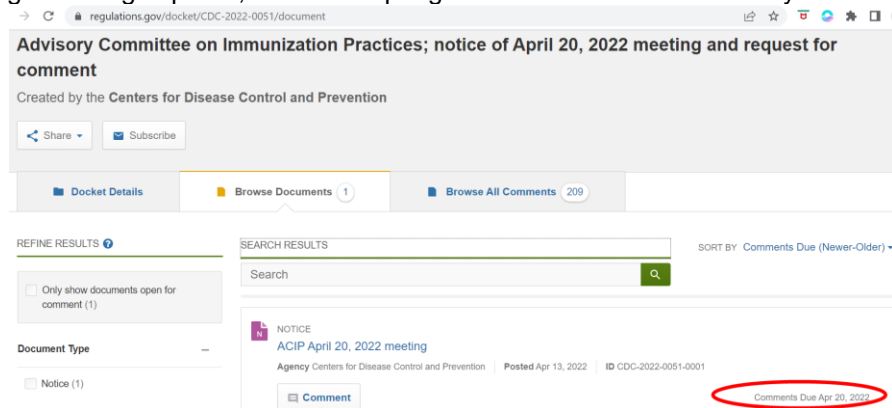 regulations.gov/docket/CDC-2022-0051/document
Advisory Committee on Immunization Practices; notice of April 20, 2022 meeting and request for
comment
Created by the Centers for Disease Control and Prevention
Share
Subscribe
Docket Details
Browse Documents 1
Browse All Comments 209
REFINE RESULTS ?
SEARCH RESULTS
SORT BY Comments Due (Newer-Older)
Search
Only show documents open for
comment (1)
N
NOTICE
ACIP April 20, 2022 meeting
Document Type
Agency Centers for Disease Control and Prevention Posted Apr 13, 2022 ID CDC-2022-0051-0001
Notice (1)
Comment
Comments Due Apr 20, 2022